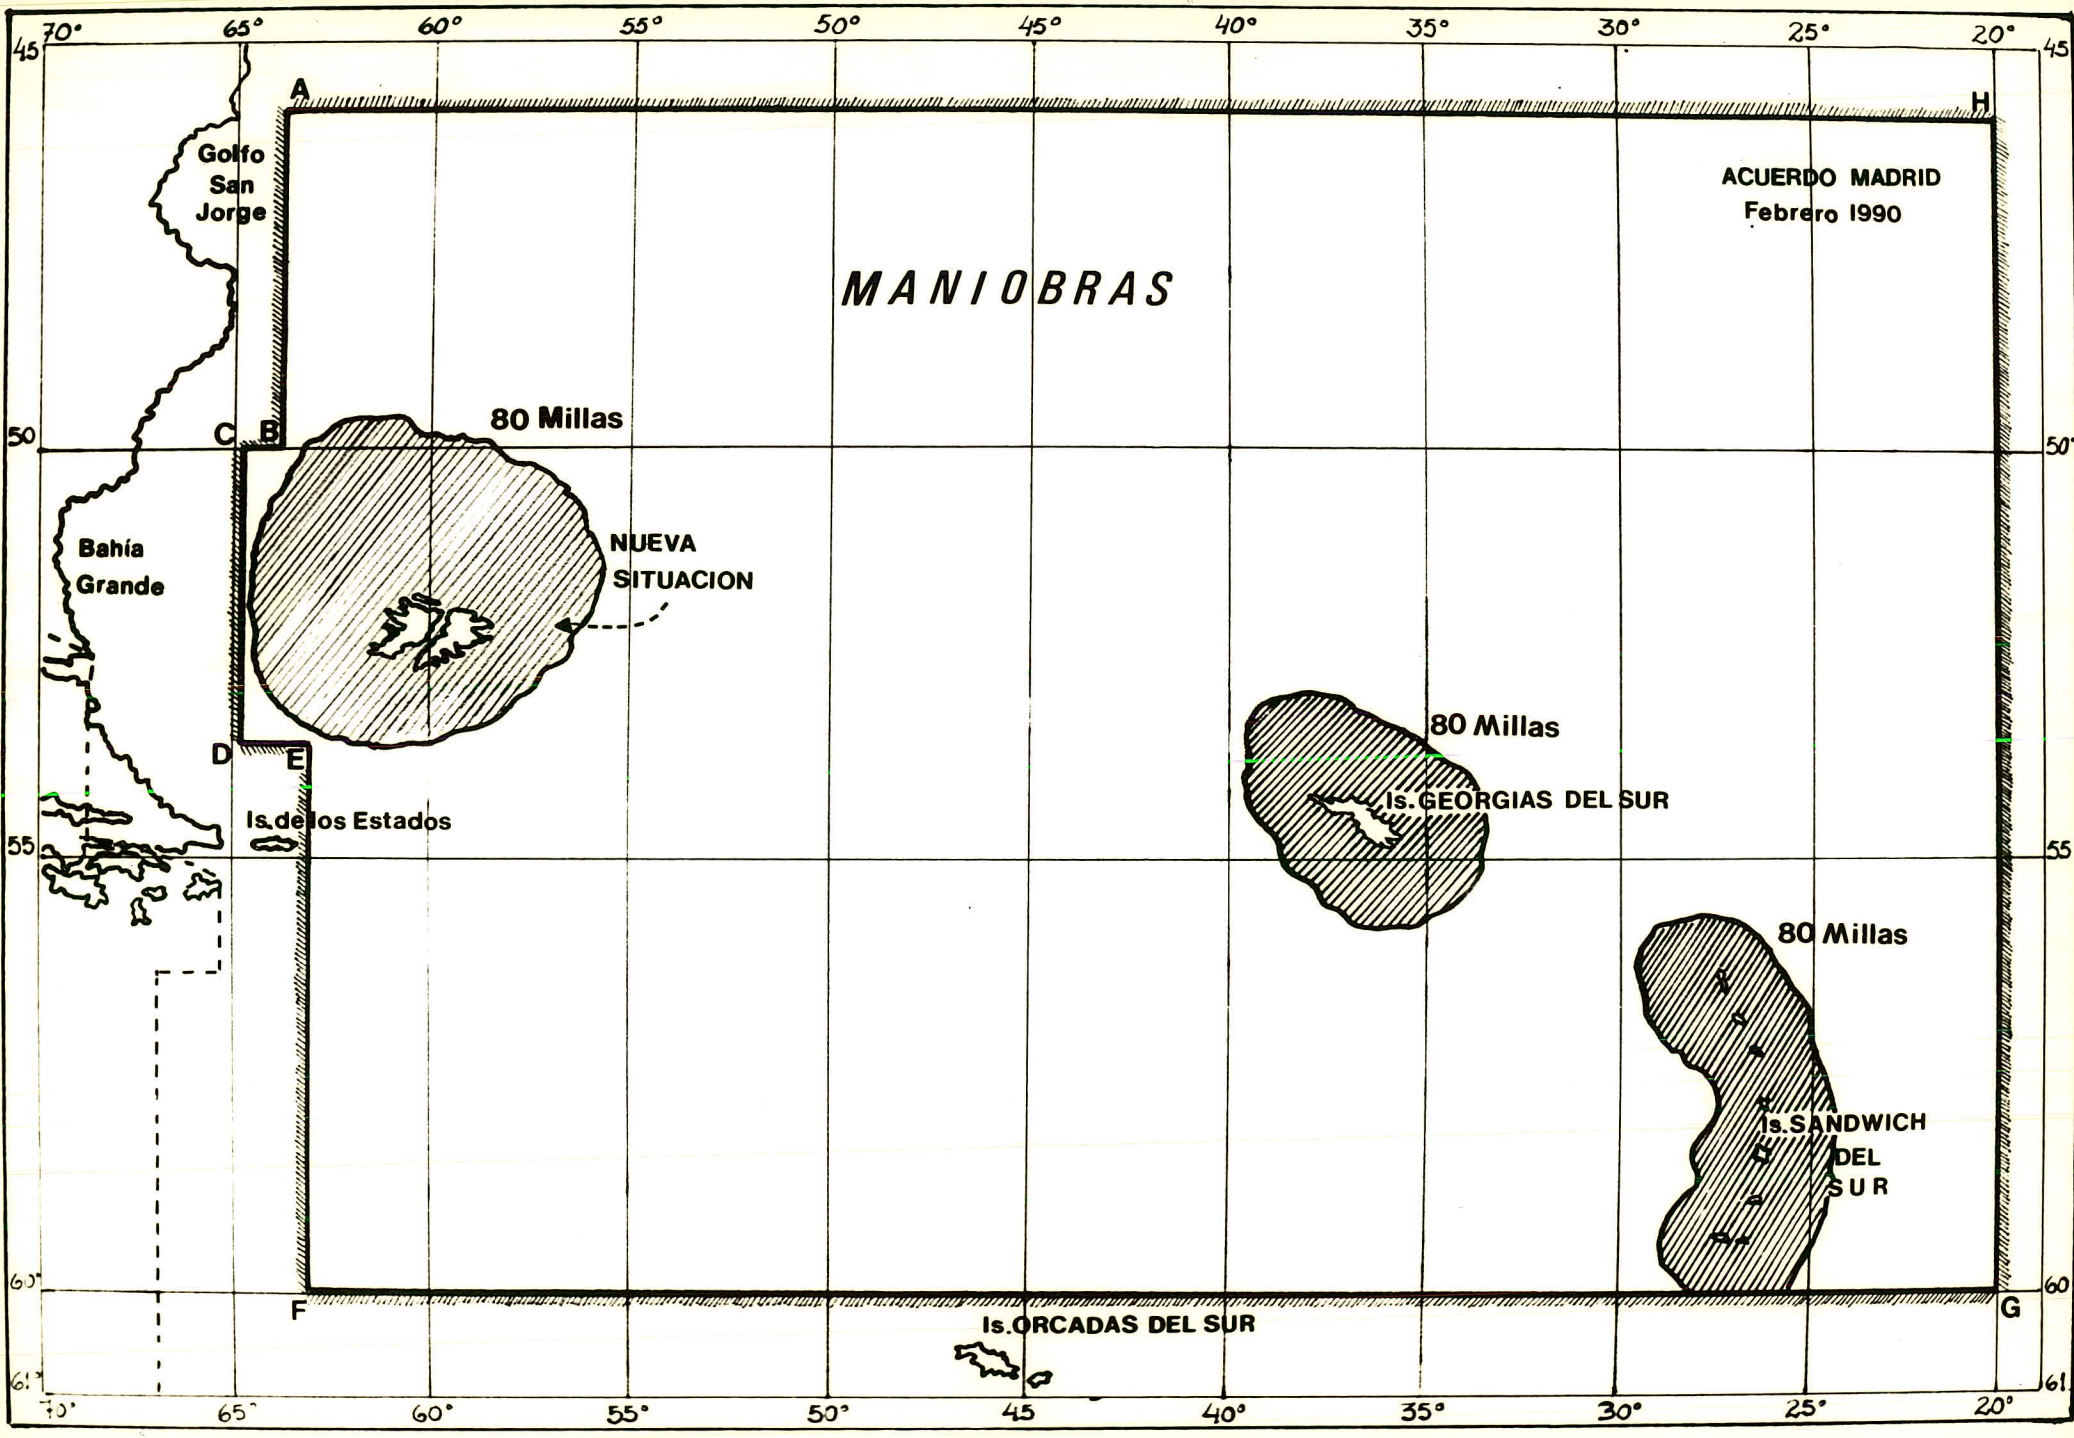 70° 65° 60° 55° 50° 45° 40° 35° 30° 25° 20°
45 45
A H
Golfo
San
Jorge
ACUERDO MADRID
Febrero 1990
MANIOBRAS
80 Millas
C B
50 50°
Bahía
Grande
NUEVA
SITUACION
80 Millas
D E
Is. GEORGIAS DEL SUR
Is. de los Estados
55 55
80 Millas
Is. SANDWICH
DEL
SUR
60° 60
F G
Is. ORCADAS DEL SUR
61° 61
70° 65° 60° 55° 50° 45 40° 35° 30° 25° 20°